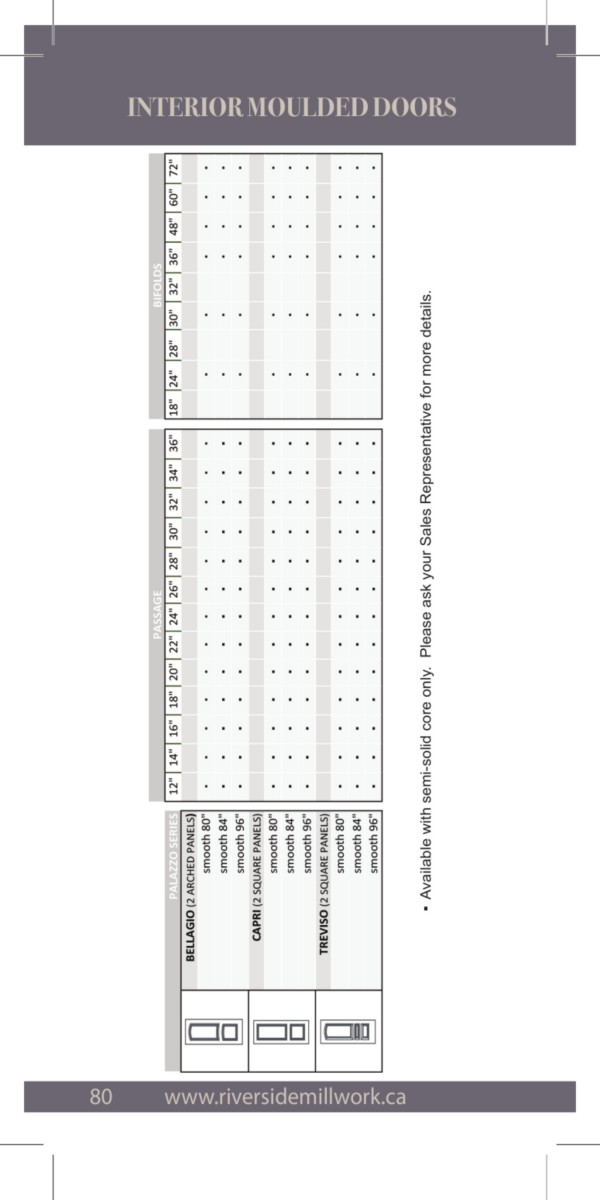 INTERIOR MOULDED DOORS
PALAZZO SERIES PASSAGE BIFOLDS
12" 14" 16" 18" 20" 22" 24" 26" 28" 30" 32" 34" 36" 18" 24" 28" 30" 32" 36" 48" 60" 72"
BELLAGIO (2 ARCHED PANELS)
smooth 80"
smooth 84"
smooth 96"
CAPRI (2 SQUARE PANELS)
smooth 80"
smooth 84"
smooth 96"
TREVISO (2 SQUARE PANELS)
smooth 80"
smooth 84"
smooth 96"
▪ Available with semi-solid core only. Please ask your Sales Representative for more details.
80 www.riversidemillwork.ca